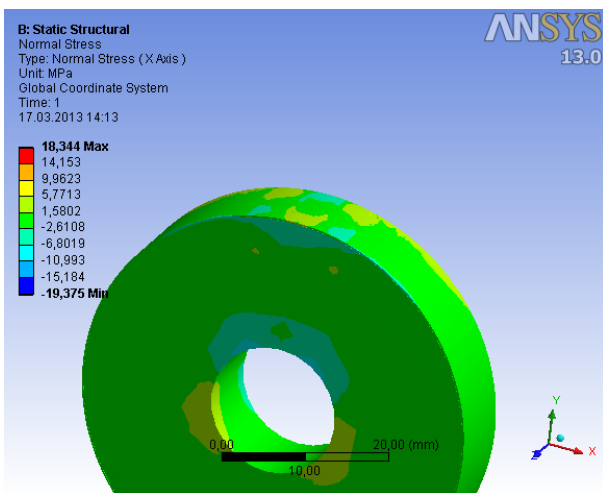 B: Static Structural
Normal Stress
Type: Normal Stress ( X Axis )
Unit: MPa
Global Coordinate System
Time: 1
17.03.2013 14:13
ANSYS
13.0
18,344 Max
14,153
9,9623
5,7713
1,5802
-2,6108
-6,8019
-10,993
-15,184
-19,375 Min
0,00
20,00 (mm)
10,00
Y
X
Z